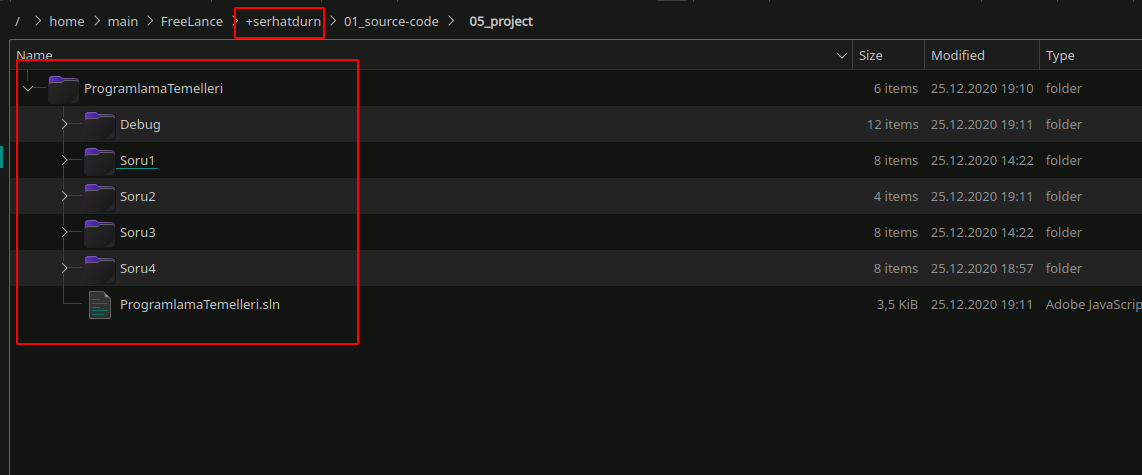 / > home > main > FreeLance > +serhatdurn > 01_source-code > 05_project
Name Size Modified Type
ProgramlamaTemelleri 6 items 25.12.2020 19:10 folder
Debug 12 items 25.12.2020 19:11 folder
Soru1 8 items 25.12.2020 14:22 folder
Soru2 4 items 25.12.2020 19:11 folder
Soru3 8 items 25.12.2020 14:22 folder
Soru4 8 items 25.12.2020 18:57 folder
ProgramlamaTemelleri.sln 3,5 KiB 25.12.2020 19:11 Adobe JavaScrip